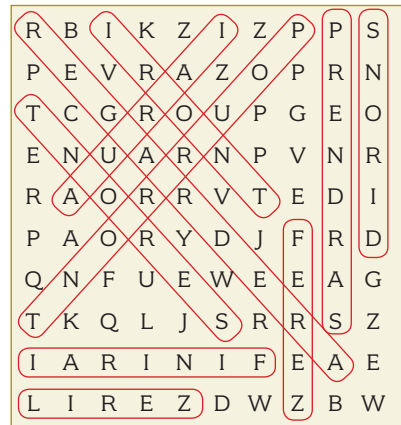 R B I K Z I Z P P S
P E V R A Z O P R N
T C G R O U P G E O
E N U A R N P V N R
R A O R R V T E D I
P A O R Y D J F R D
Q N F U E W E E A G
T K Q L J S R R S Z
I A R I N I F E A E
L I R E Z D W Z B W